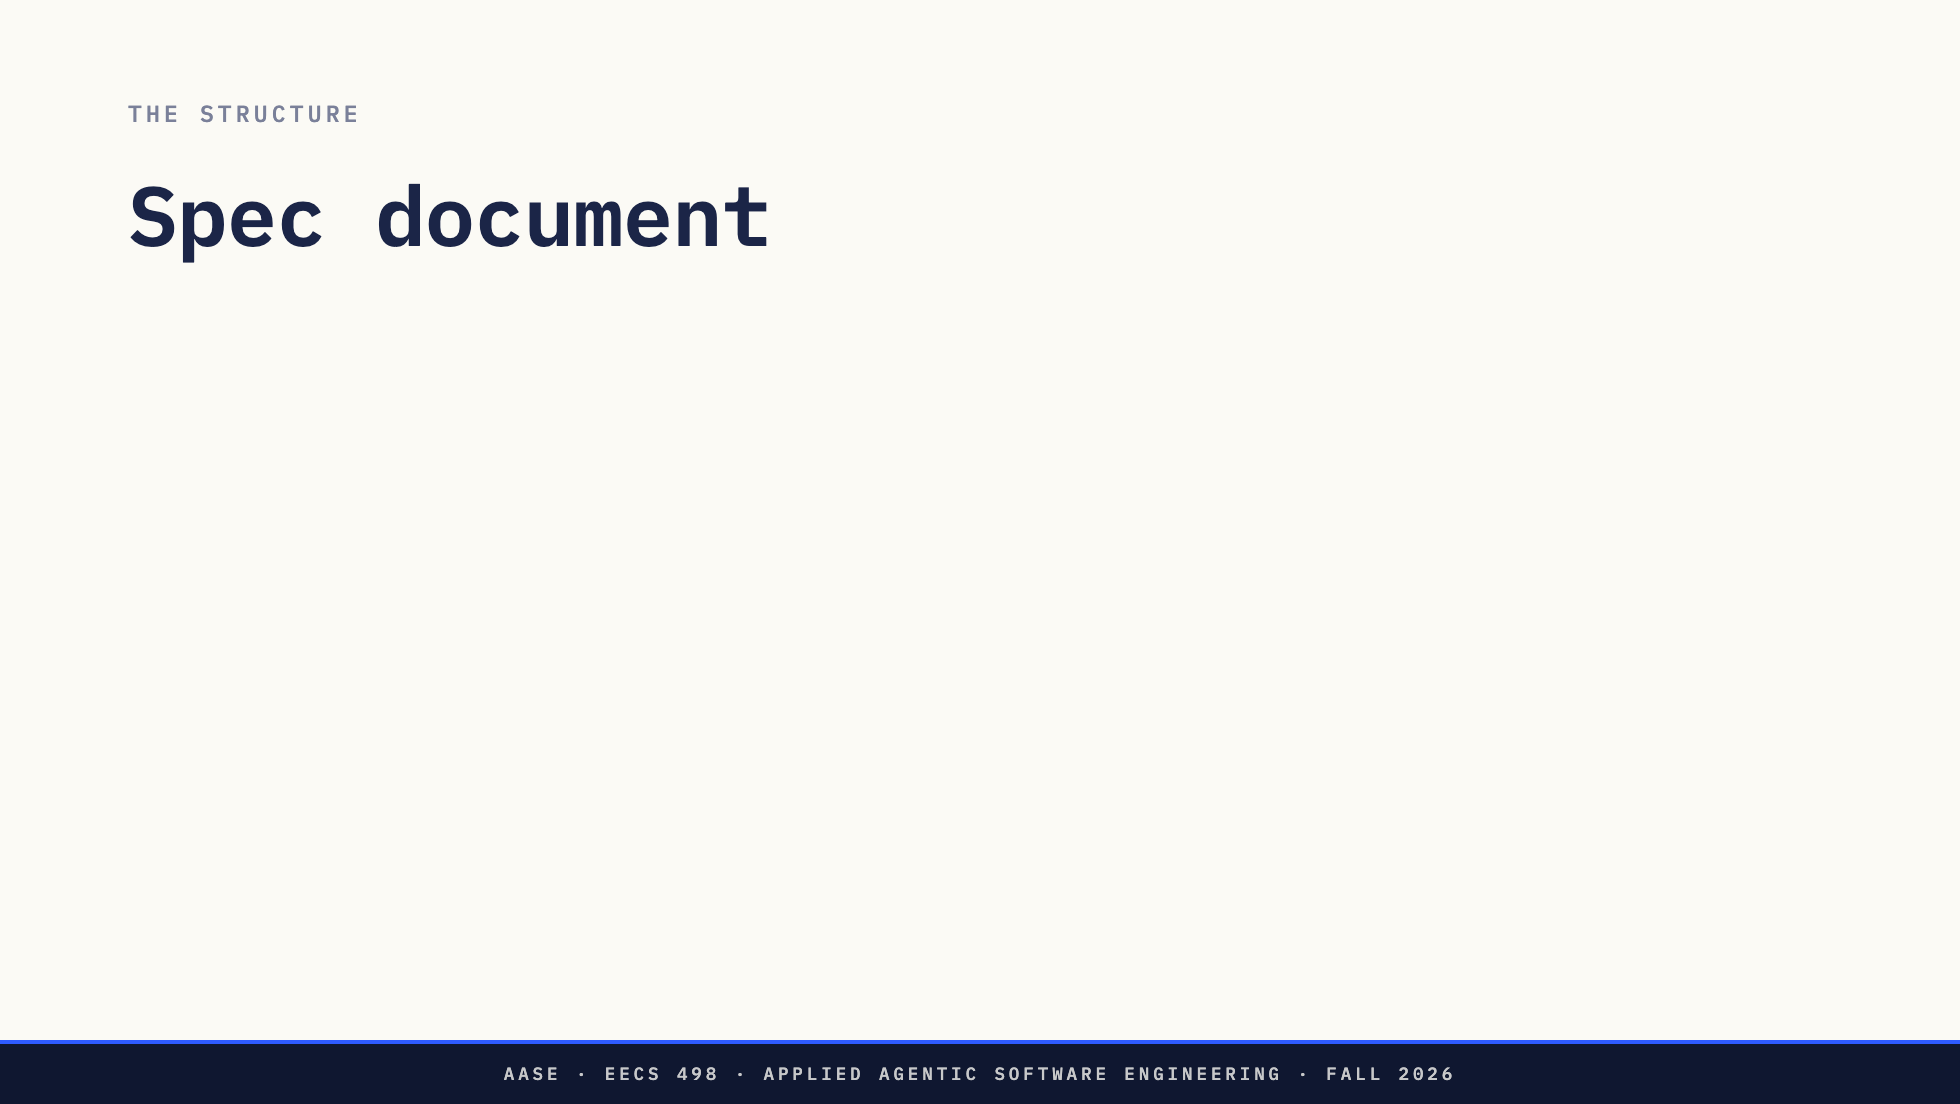 THE STRUCTURE
Spec document
AASE · EECS 498 · APPLIED AGENTIC SOFTWARE ENGINEERING · FALL 2026